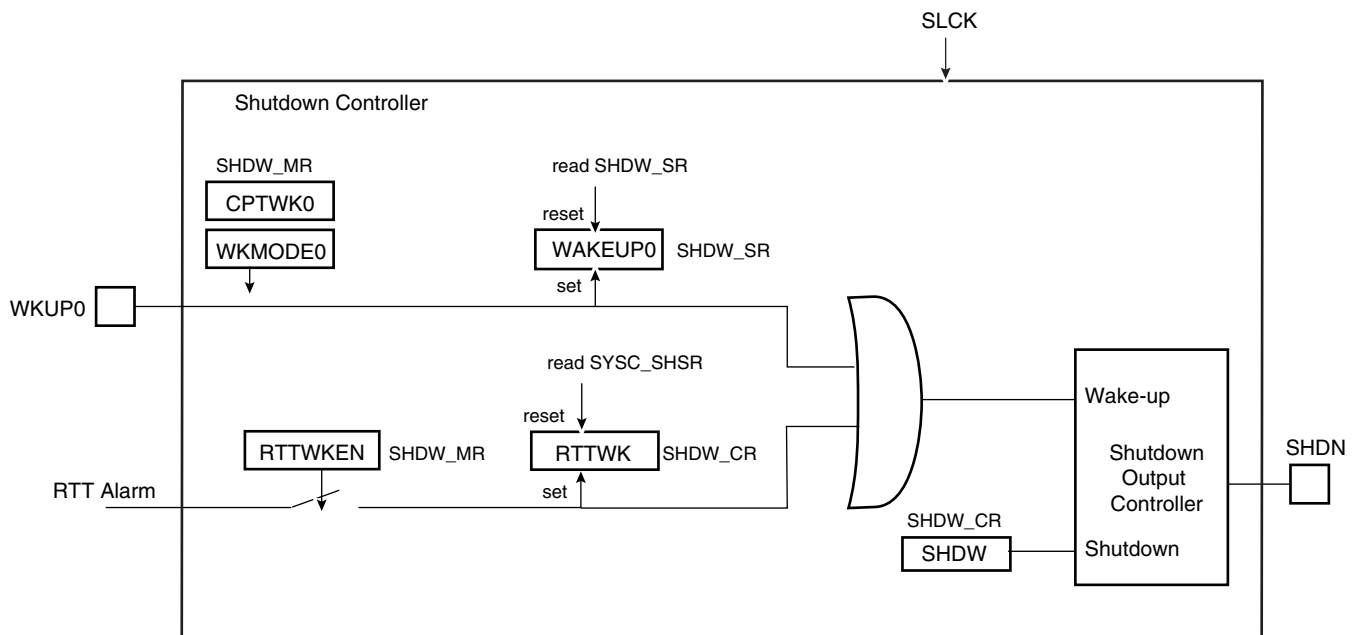 SLCK
Shutdown Controller
SHDW_MR
CPTWK0
WKMODE0
read SHDW_SR
reset
WAKEUP0
SHDW_SR
set
WKUP0
read SYSC_SHSR
reset
RTTWKEN
SHDW_MR
RTTWK
SHDW_CR
set
RTT Alarm
Wake-up
Shutdown
Output
Controller
SHDN
SHDW_CR
SHDW
Shutdown